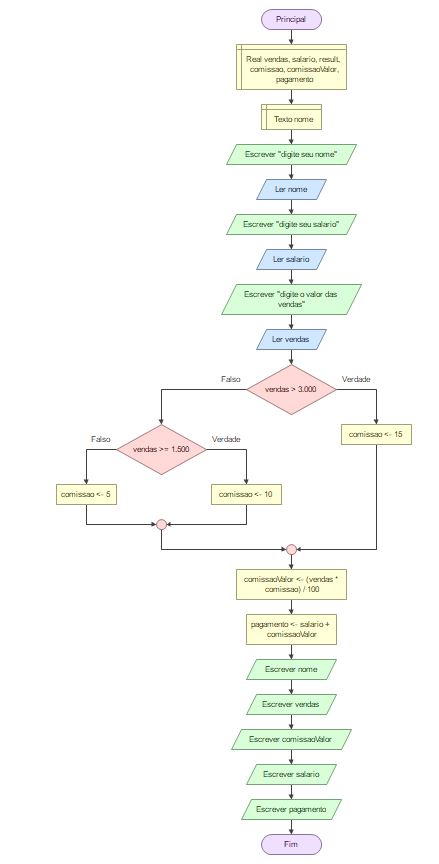 Principal
Real vendas, salario, result,
comissao, comissaoValor,
pagamento
Texto nome
Escrever "digite seu nome"
Ler nome
Escrever "digite seu salario"
Ler salario
Escrever "digite o valor das
vendas"
Ler vendas
Falso
vendas > 3.000
Verdade
comissao <- 15
Falso
vendas >= 1.500
Verdade
comissao <- 5
comissao <- 10
comissaoValor <- (vendas *
comissao) / 100
pagamento <- salario +
comissaoValor
Escrever nome
Escrever vendas
Escrever comissaoValor
Escrever salario
Escrever pagamento
Fim